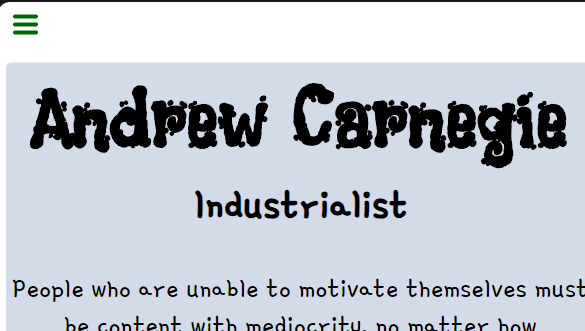 Andrew Carnegie
Industrialist
People who are unable to motivate themselves must
be content with mediocrity, no matter how